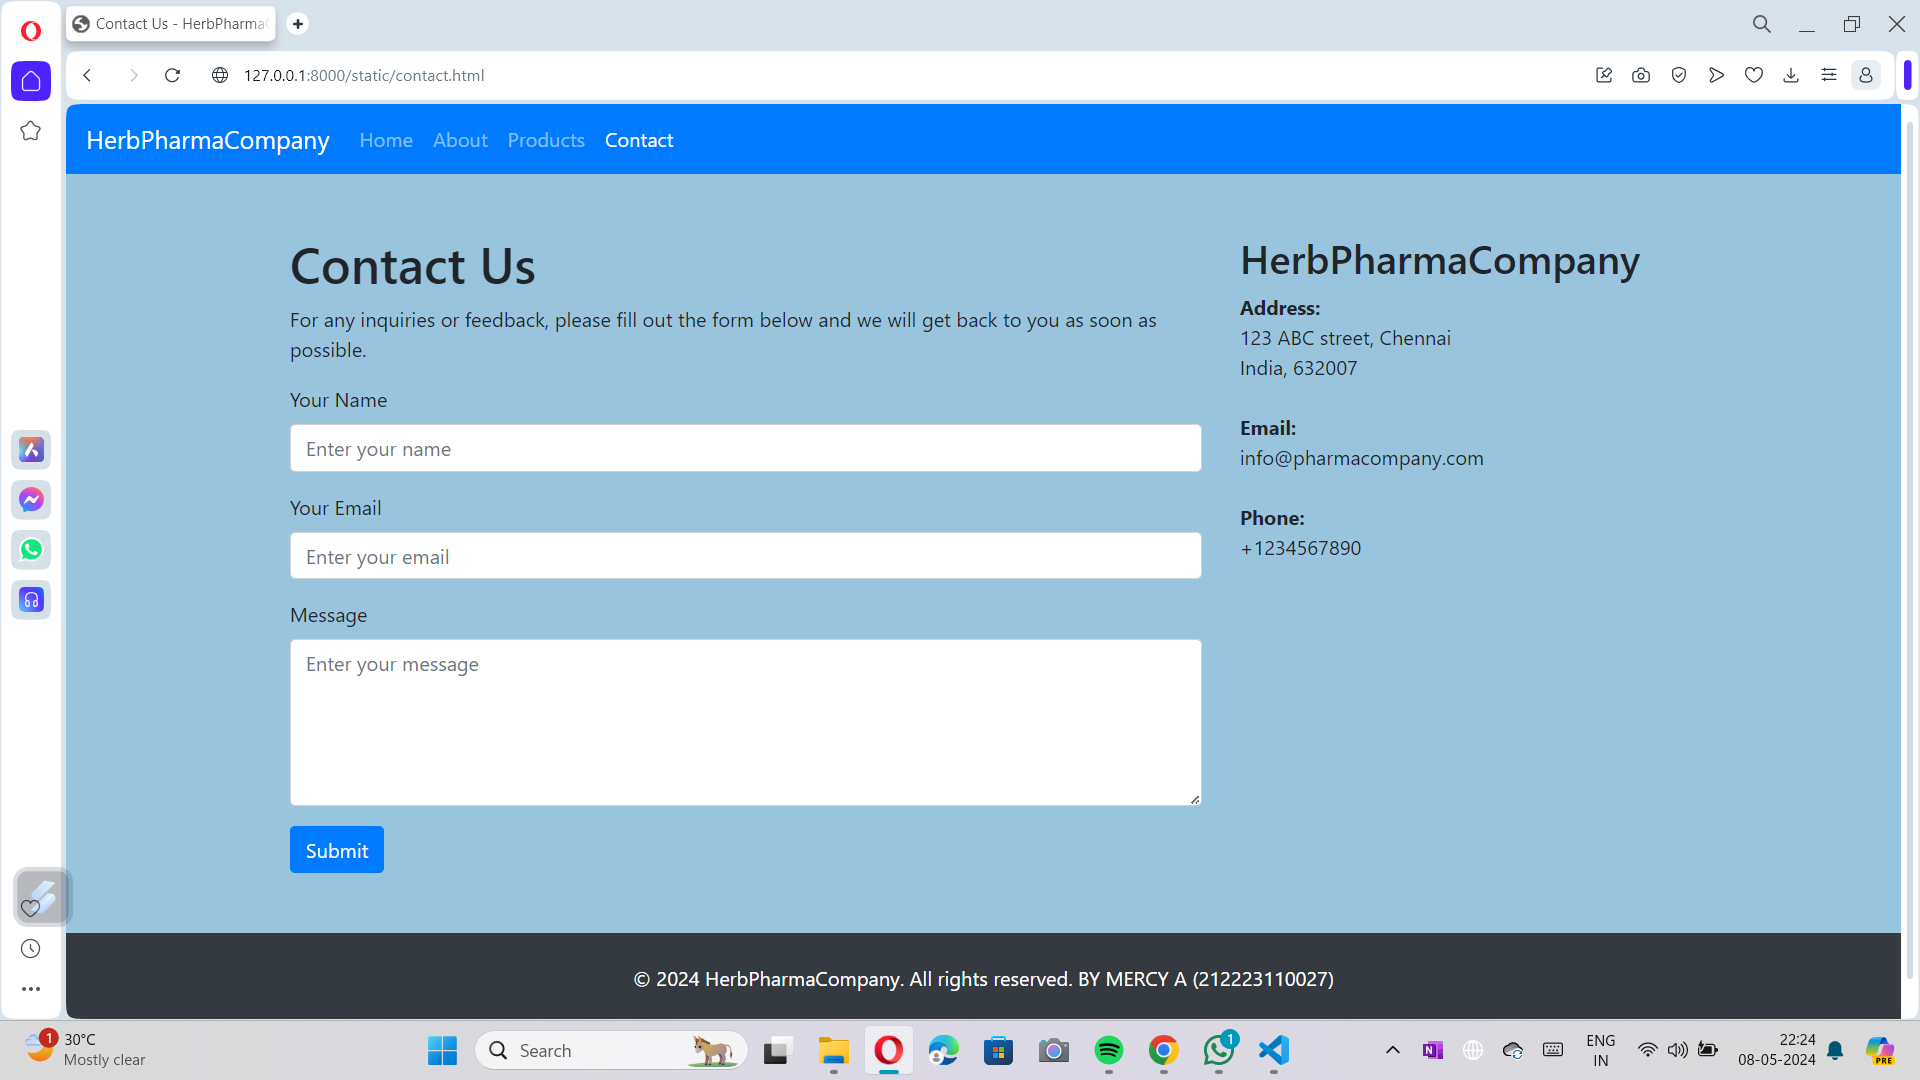 Contact Us - HerbPharma
127.0.0.1:8000/static/contact.html
HerbPharmaCompany Home About Products Contact
Contact Us
For any inquiries or feedback, please fill out the form below and we will get back to you as soon as
possible.
Your Name
Enter your name
Your Email
Enter your email
Message
Enter your message
Submit
HerbPharmaCompany
Address:
123 ABC street, Chennai
India, 632007
Email:
info@pharmacompany.com
Phone:
+1234567890
© 2024 HerbPharmaCompany. All rights reserved. BY MERCY A (212223110027)
1
30°C
Mostly clear
Search
1
N
ENG
IN
22:24
08-05-2024
PRE